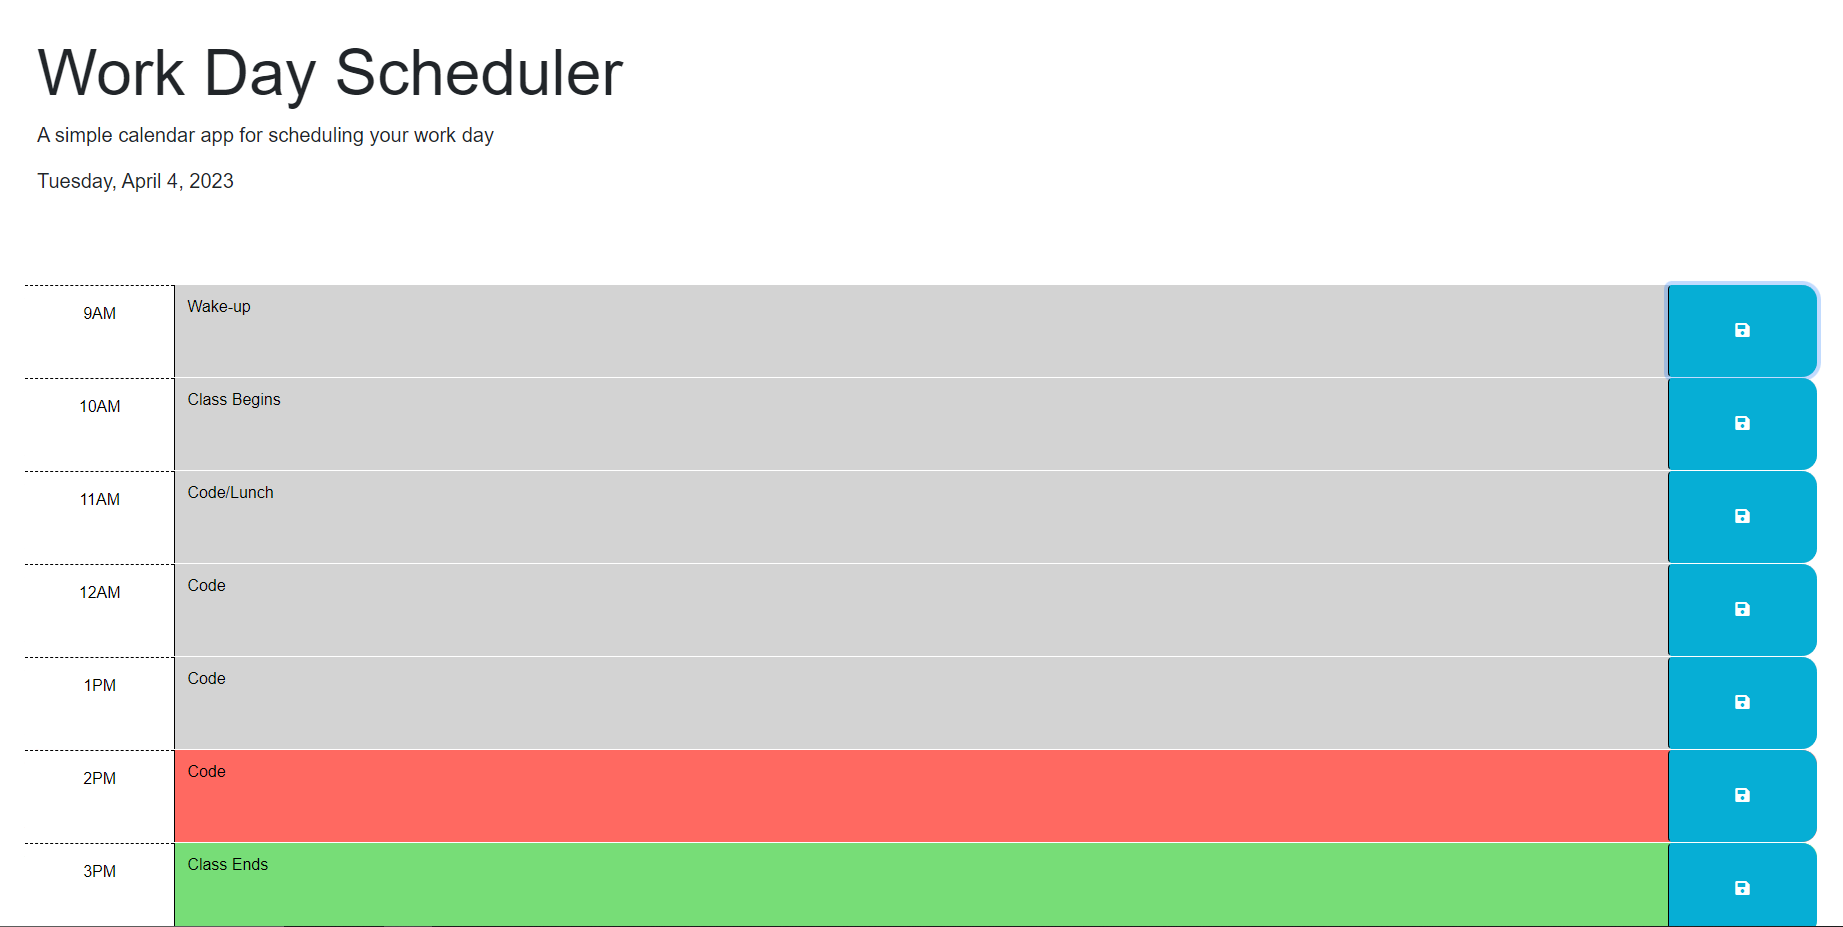 Work Day Scheduler
A simple calendar app for scheduling your work day
Tuesday, April 4, 2023
9AM
Wake-up
10AM
Class Begins
11AM
Code/Lunch
12AM
Code
1PM
Code
2PM
Code
3PM
Class Ends